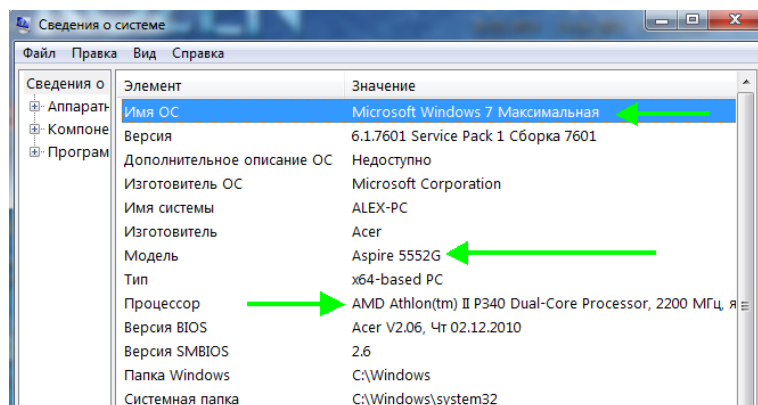 Сведения о системе
Файл Правка Вид Справка
Сведения о
Аппаратн
Компоне
Програм
Элемент Значение
Имя ОС Microsoft Windows 7 Максимальная
Версия 6.1.7601 Service Pack 1 Сборка 7601
Дополнительное описание ОС Недоступно
Изготовитель ОС Microsoft Corporation
Имя системы ALEX-PC
Изготовитель Acer
Модель Aspire 5552G
Тип x64-based PC
Процессор AMD Athlon(tm) II P340 Dual-Core Processor, 2200 МГц, я
Версия BIOS Acer V2.06, Чт 02.12.2010
Версия SMBIOS 2.6
Папка Windows C:\Windows
Системная папка C:\Windows\system32